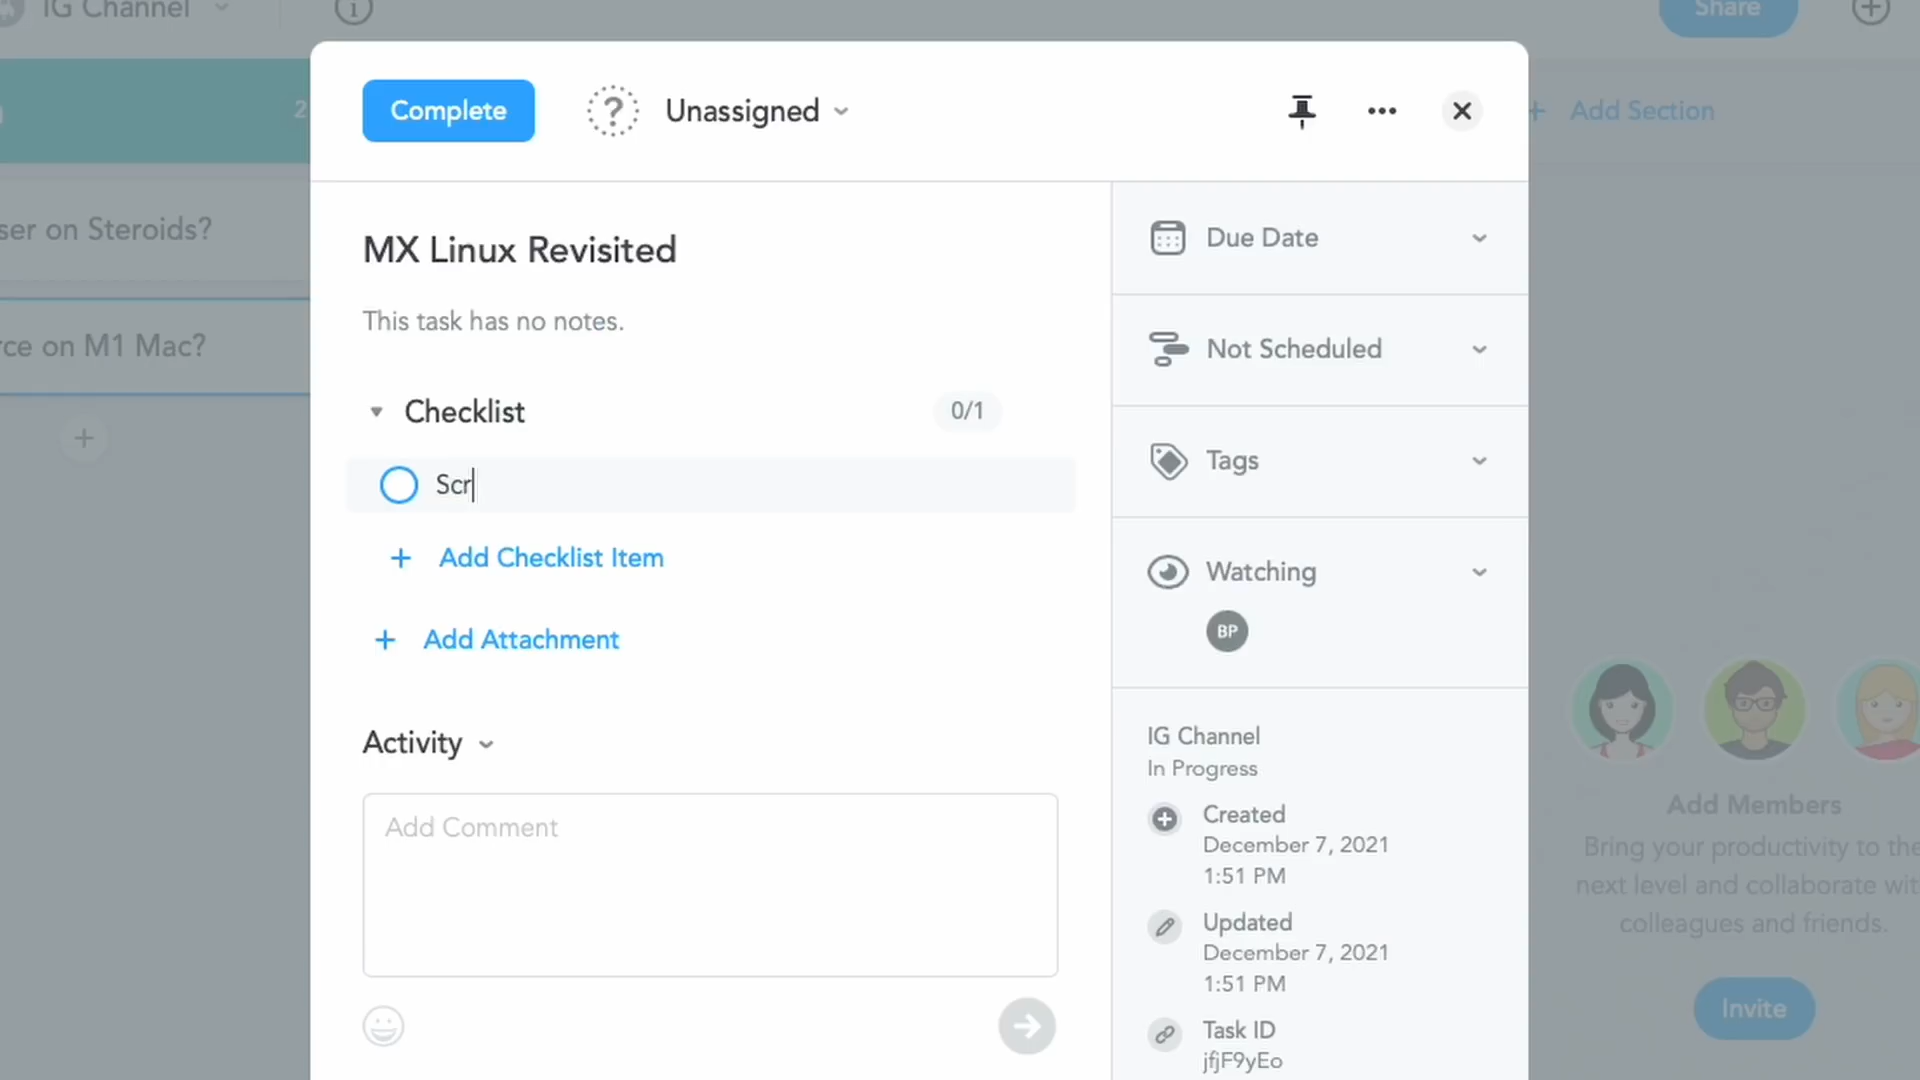 IG Channel
Share
2
Complete
Unassigned
Add Section
MX Linux Revisited
This task has no notes.
Checklist
0/1
Scr
Add Checklist Item
Add Attachment
Activity
Add Comment
Due Date
Not Scheduled
Tags
Watching
BP
IG Channel
In Progress
Created
December 7, 2021
1:51 PM
Updated
December 7, 2021
1:51 PM
Task ID
jfjF9yEo
ser on Steroids?
rce on M1 Mac?
Add Members
Bring your productivity to the
next level and collaborate wit
colleagues and friends.
Invite